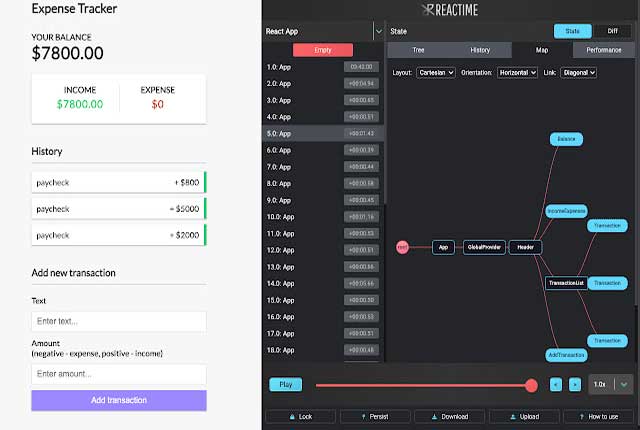 Expense Tracker
YOUR BALANCE
$7800.00
INCOME
$7800.00
EXPENSE
$0
History
paycheck + $800
paycheck + $5000
paycheck + $2000
Add new transaction
Text
Enter text...
Amount
(negative - expense, positive - income)
Enter amount...
Add transaction
REACTIME
React App
Empty
1.0: App 03:42.00
2.0: App +00:04.94
3.0: App +00:00.65
4.0: App +00:00.51
5.0: App +00:01.43
6.0: App +00:00.39
7.0: App +00:00.44
8.0: App +00:00.58
9.0: App +00:00.45
10.0: App +00:01.16
11.0: App +00:00.53
12.0: App +00:00.51
13.0: App +00:00.66
14.0: App +00:05.66
15.0: App +00:00.50
16.0: App +00:00.53
17.0: App +00:00.51
18.0: App +00:00.48
State
State Diff
Tree History Map Performance
Layout: Cartesian Orientation: Horizontal Link: Diagonal
Balance
IncomeExpenses
Transaction
root App GlobalProvider Header
TransactionList Transaction
Transaction
AddTransaction
Play < > 1.0x
Lock Persist Download Upload How to use